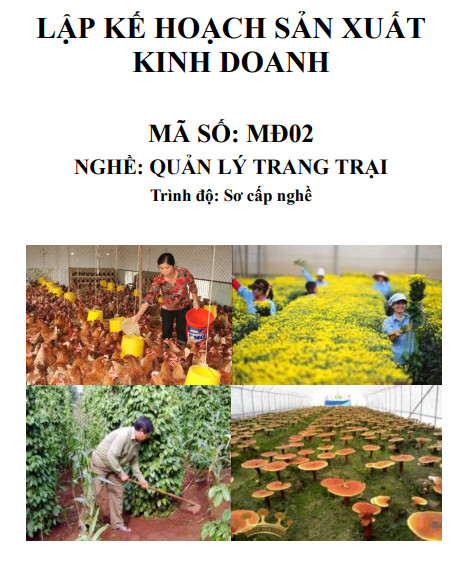 LẬP KẾ HOẠCH SẢN XUẤT
KINH DOANH
MÃ SỐ: MĐ02
NGHỀ: QUẢN LÝ TRANG TRẠI
Trình độ: Sơ cấp nghề